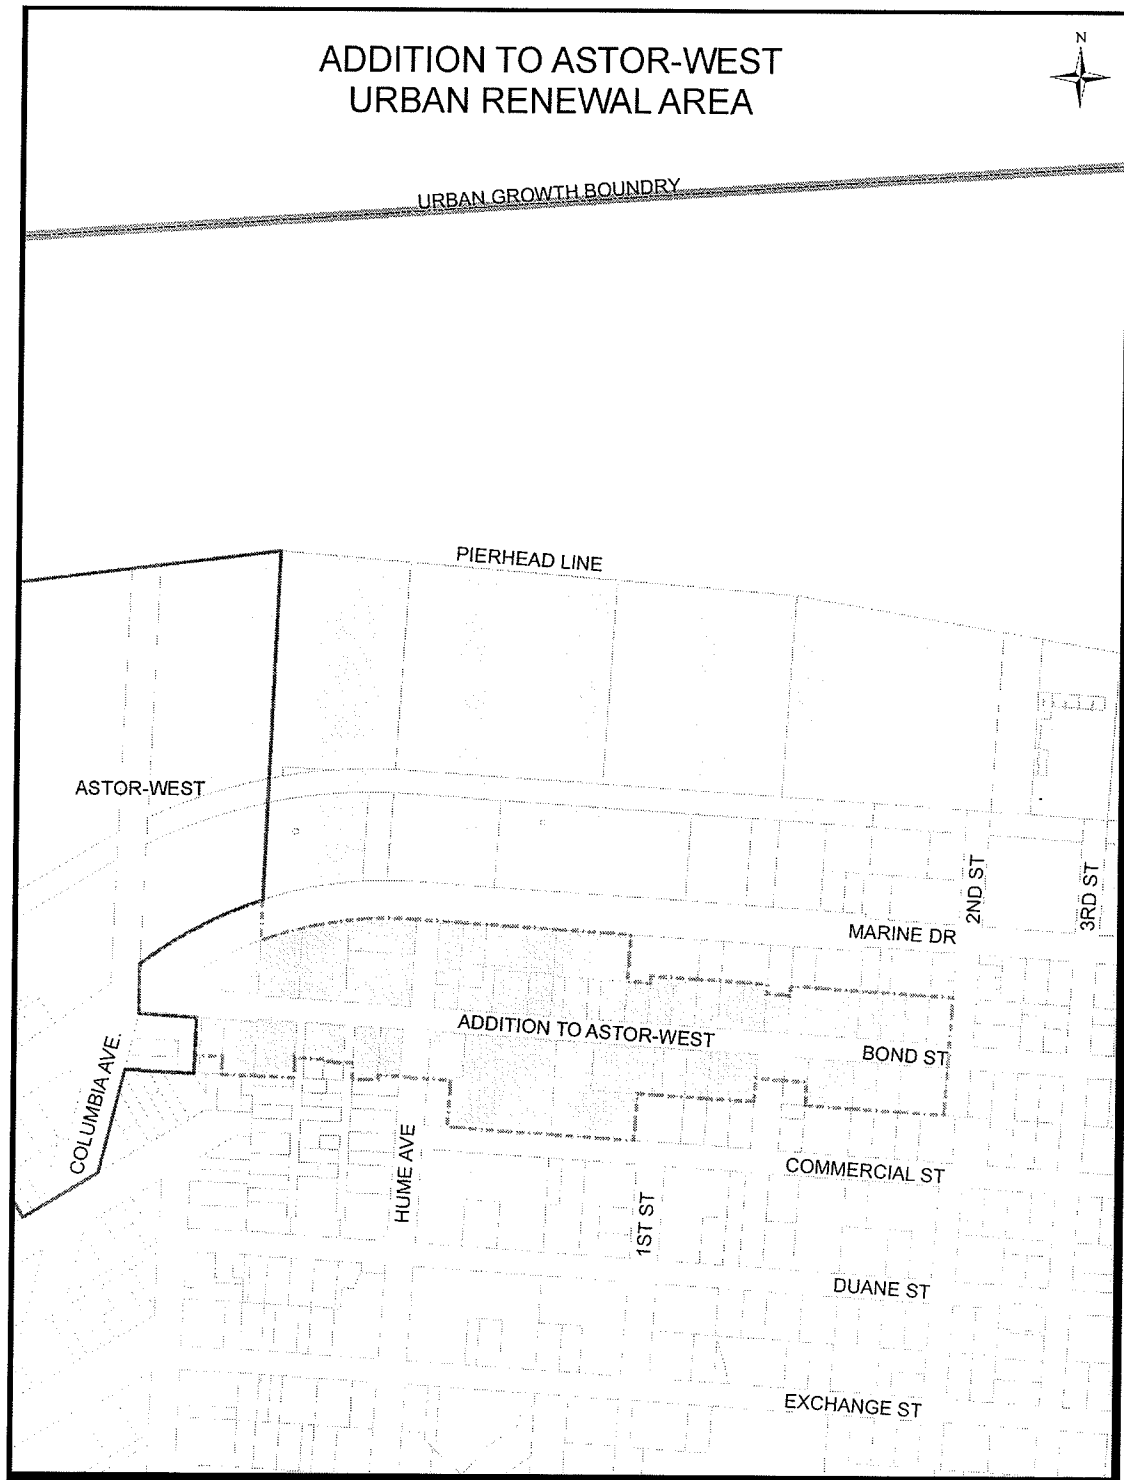 ADDITION TO ASTOR-WEST
URBAN RENEWAL AREA
N
URBAN GROWTH BOUNDRY
PIERHEAD LINE
ASTOR-WEST
2ND ST
3RD ST
MARINE DR
ADDITION TO ASTOR-WEST
BOND ST
COLUMBIA AVE.
HUME AVE
COMMERCIAL ST
1ST ST
DUANE ST
EXCHANGE ST